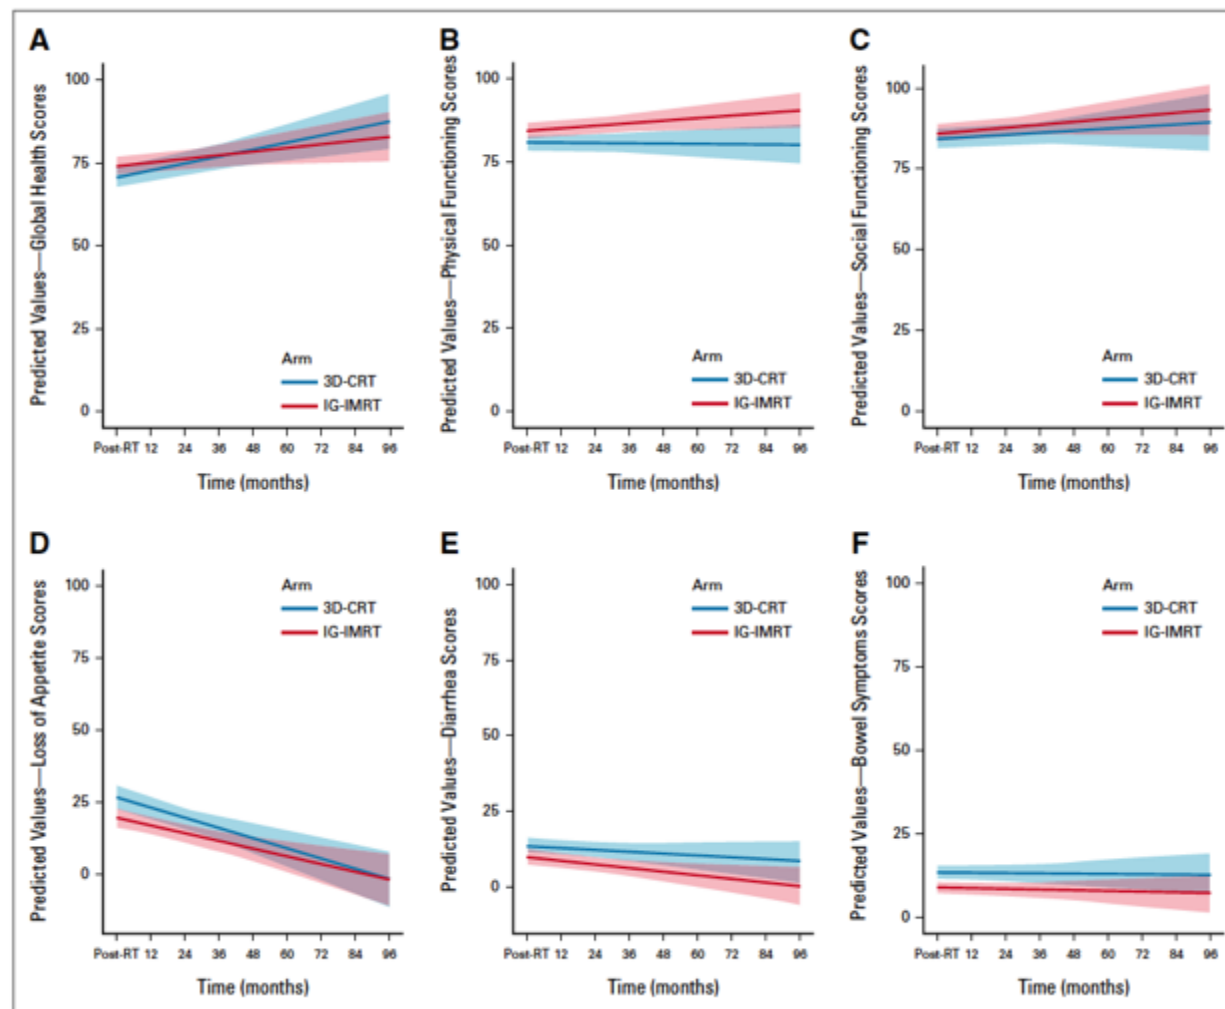 A
Predicted Values—Global Health Scores
100
75
50
25
0
Arm
3D-CRT
IG-IMRT
Post-RT 12 24 36 48 60 72 84 96
Time (months)
B
Predicted Values—Physical Functioning Scores
100
75
50
25
0
Arm
3D-CRT
IG-IMRT
Post-RT 12 24 36 48 60 72 84 96
Time (months)
C
Predicted Values—Social Functioning Scores
100
75
50
25
0
Arm
3D-CRT
IG-IMRT
Post-RT 12 24 36 48 60 72 84 96
Time (months)
D
Predicted Values—Loss of Appetite Scores
100
75
50
25
0
Arm
3D-CRT
IG-IMRT
Post-RT 12 24 36 48 60 72 84 96
Time (months)
E
Predicted Values—Diarrhea Scores
100
75
50
25
0
Arm
3D-CRT
IG-IMRT
Post-RT 12 24 36 48 60 72 84 96
Time (months)
F
Predicted Values—Bowel Symptoms Scores
100
75
50
25
0
Arm
3D-CRT
IG-IMRT
Post-RT 12 24 36 48 60 72 84 96
Time (months)